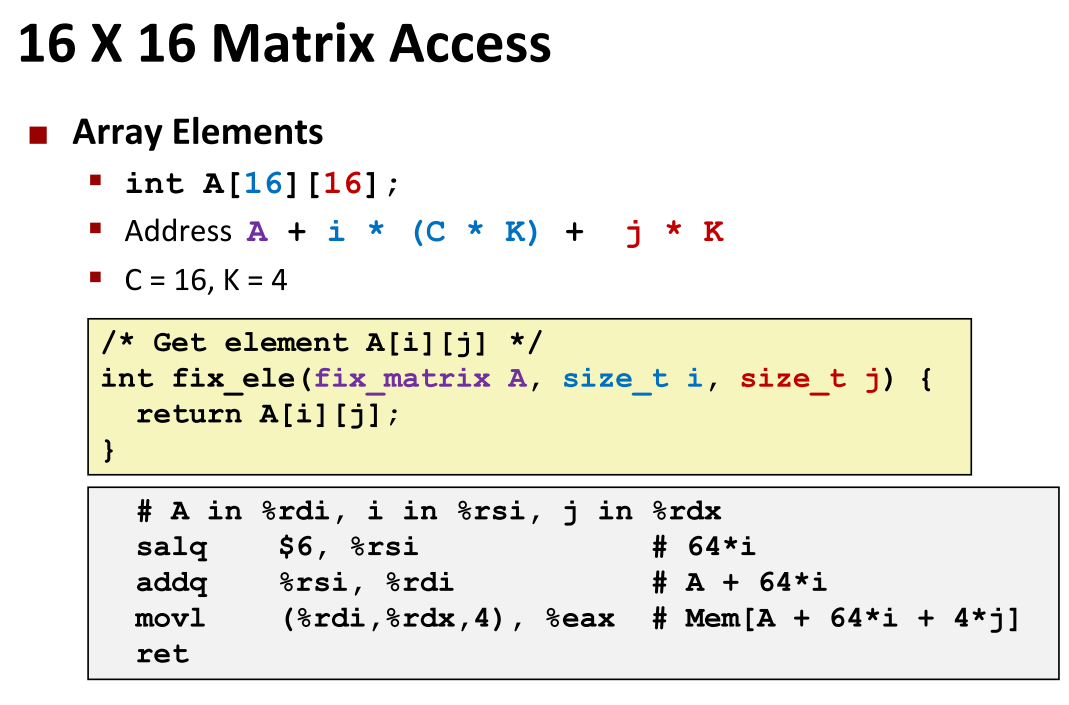 16 X 16 Matrix Access
Array Elements
int A[16][16];
Address A + i * (C * K) + j * K
C = 16, K = 4
/* Get element A[i][j] */
int fix_ele(fix_matrix A, size_t i, size_t j) {
  return A[i][j];
}
# A in %rdi, i in %rsi, j in %rdx
salq    $6, %rsi             # 64*i
addq    %rsi, %rdi           # A + 64*i
movl    (%rdi,%rdx,4), %eax  # Mem[A + 64*i + 4*j]
ret